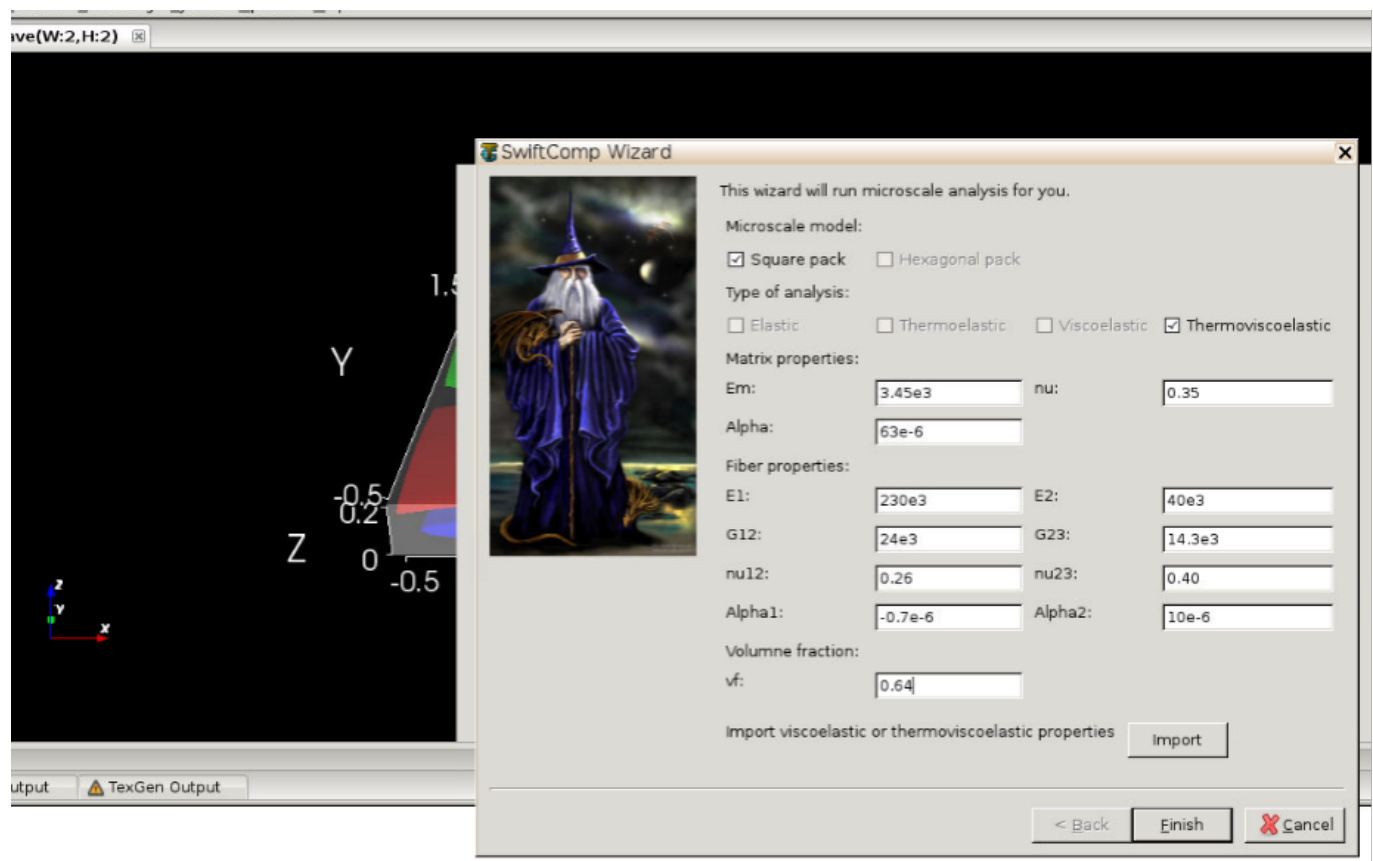 ave(W:2,H:2)
SwiftComp Wizard
This wizard will run microscale analysis for you.
Microscale model:
Square pack Hexagonal pack
Type of analysis:
Elastic Thermoelastic Viscoelastic Thermoviscoelastic
Matrix properties:
Em: 3.45e3 nu: 0.35
Alpha: 63e-6
Fiber properties:
E1: 230e3 E2: 40e3
G12: 24e3 G23: 14.3e3
nu12: 0.26 nu23: 0.40
Alpha1: -0.7e-6 Alpha2: 10e-6
Volumne fraction:
vf: 0.64
Import viscoelastic or thermoviscoelastic properties Import
< Back Finish Cancel
1.5
Y
-0.5
0.2
Z 0
-0.5
z
Y
x
utput TexGen Output